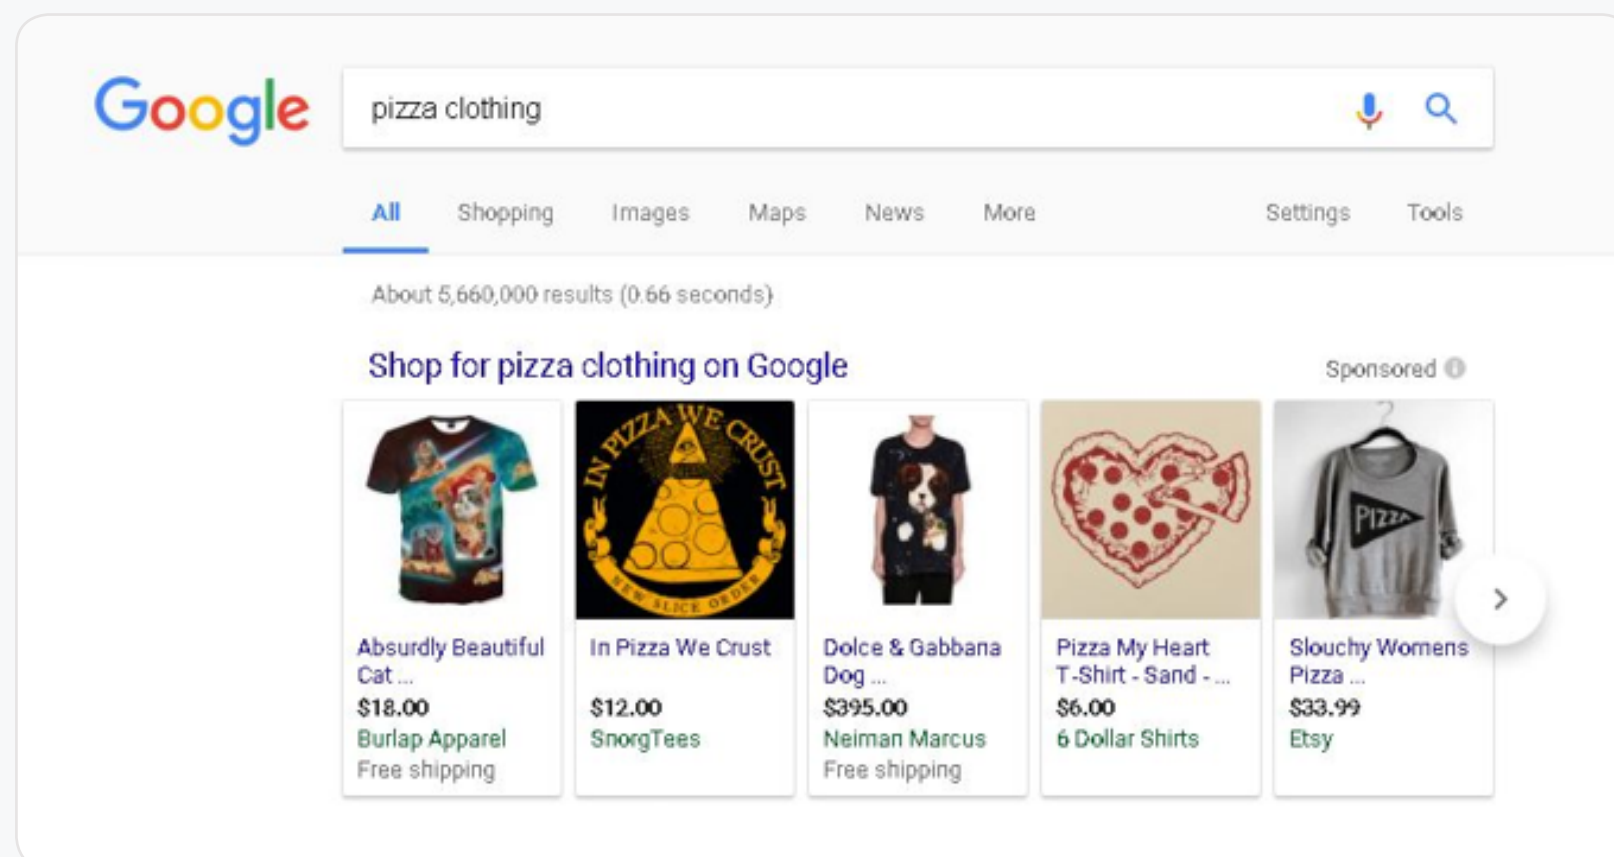 Google
pizza clothing
All Shopping Images Maps News More Settings Tools
About 5,660,000 results (0.66 seconds)
Shop for pizza clothing on Google
Sponsored
IN PIZZA WE CRUST
NEW SLICE ORDER
PIZZA
Absurdly Beautiful
Cat ...
$18.00
Burlap Apparel
Free shipping
In Pizza We Crust
$12.00
SnorgTees
Dolce & Gabbana
Dog ...
$395.00
Neiman Marcus
Free shipping
Pizza My Heart
T-Shirt - Sand - ...
$6.00
6 Dollar Shirts
Slouchy Womens
Pizza ...
$33.99
Etsy